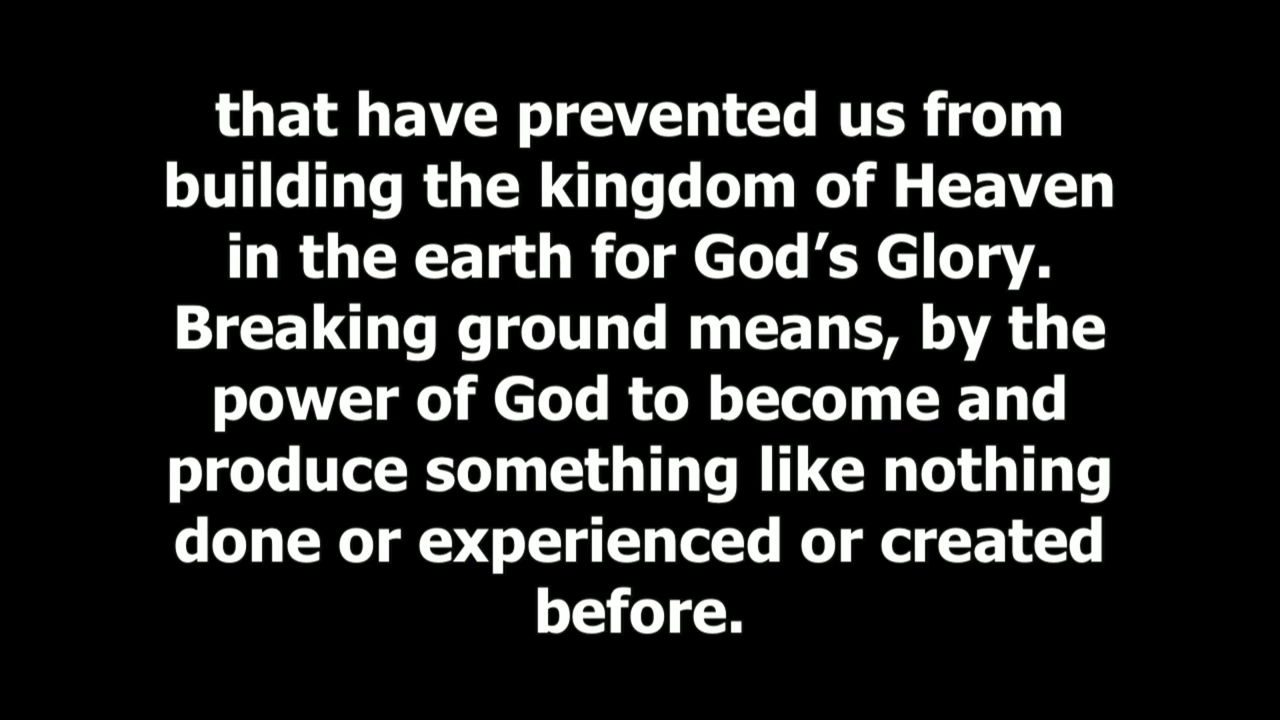 that have prevented us from
building the kingdom of Heaven
in the earth for God’s Glory.
Breaking ground means, by the
power of God to become and
produce something like nothing
done or experienced or created
before.